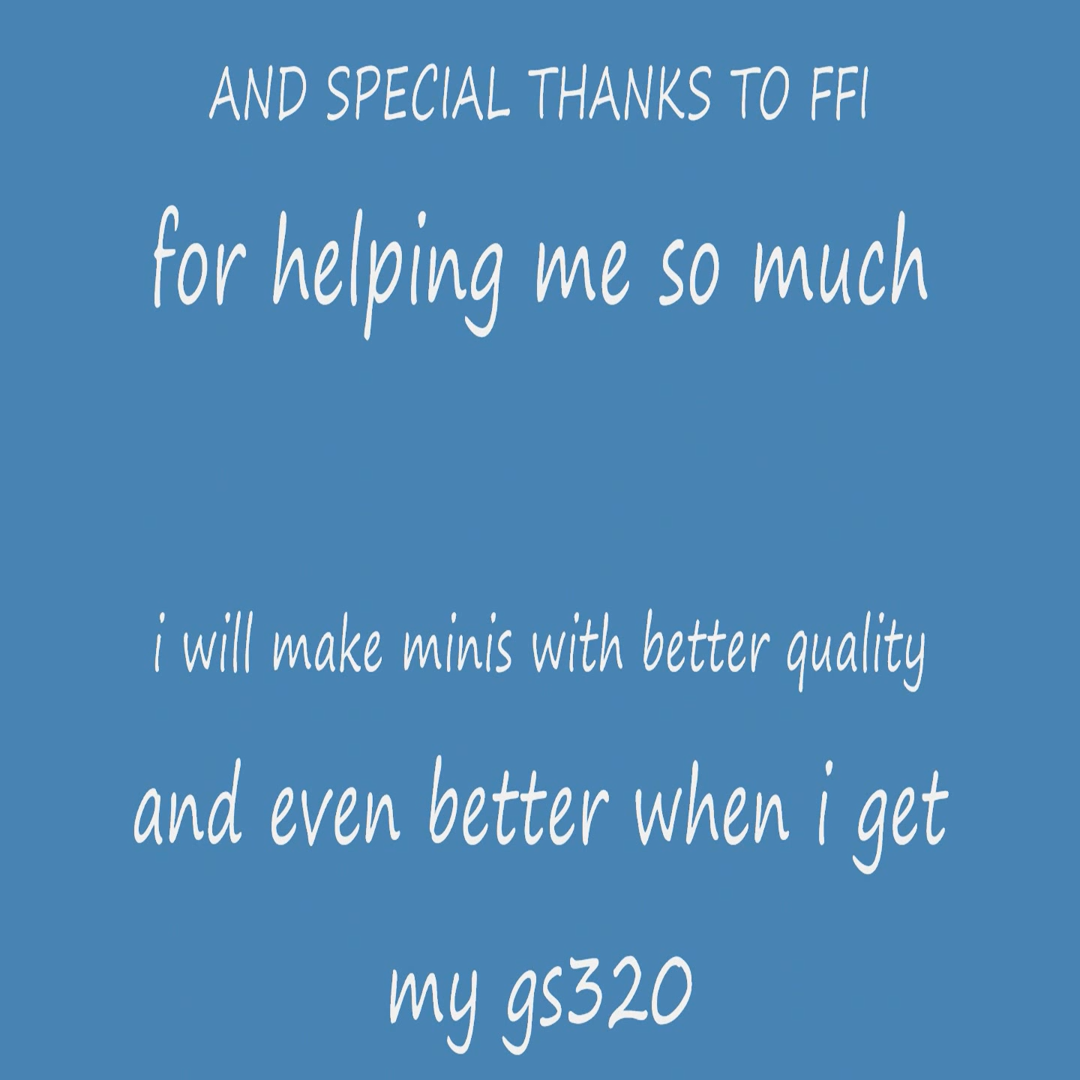 AND SPECIAL THANKS TO FFI
for helping me so much
i will make minis with better quality
and even better when i get
my gs320